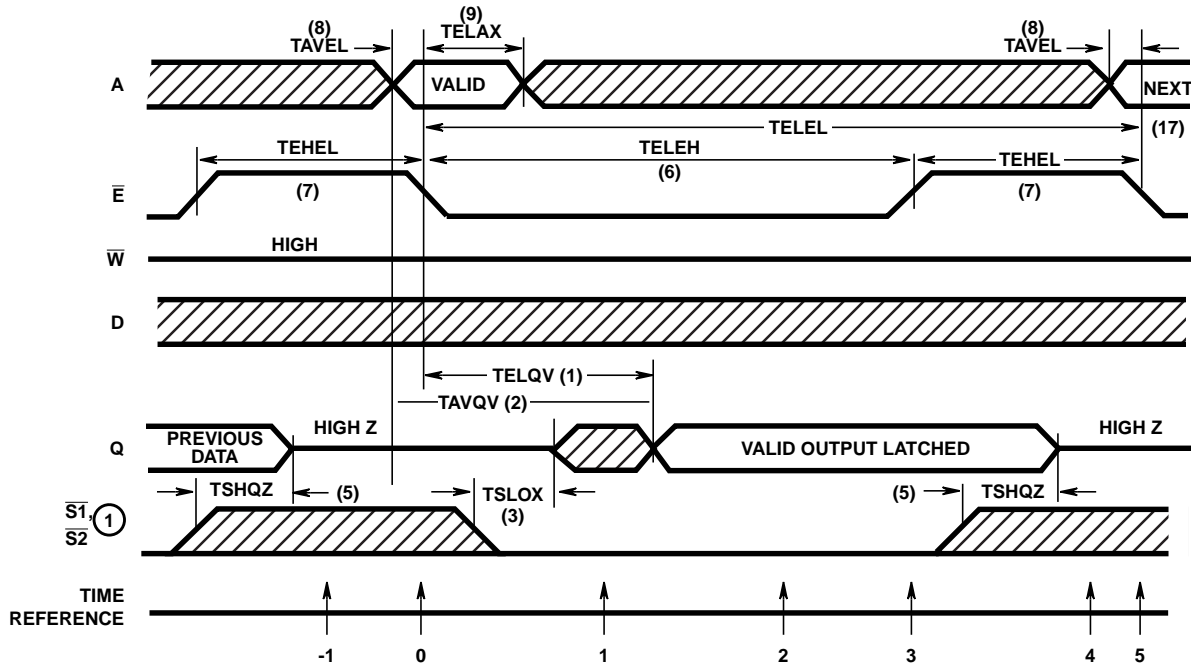 (8)
TAVEL
(9)
TELAX
(8)
TAVEL
A
VALID
NEXT
TELEL
(17)
TEHEL
TELEH
TEHEL
(7)
(6)
(7)
E
HIGH
W
D
TELQV (1)
TAVQV (2)
HIGH Z
HIGH Z
Q
PREVIOUS
DATA
VALID OUTPUT LATCHED
TSHQZ
(5)
TSLOX
(3)
(5)
TSHQZ
S1,
S2
1
TIME
REFERENCE
-1 0 1 2 3 4 5